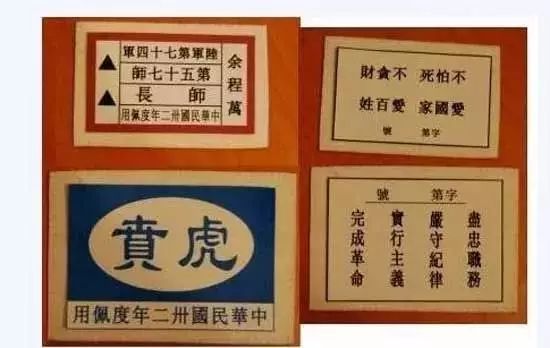 余程萬
陸軍第七十四軍
第五十七師
師長
中華民國卅二年度佩用
不怕死 不貪財
愛國家 愛百姓
字第 號
虎賁
中華民國卅二年度佩用
字第 號
盡忠職務
嚴守紀律
實行主義
完成革命